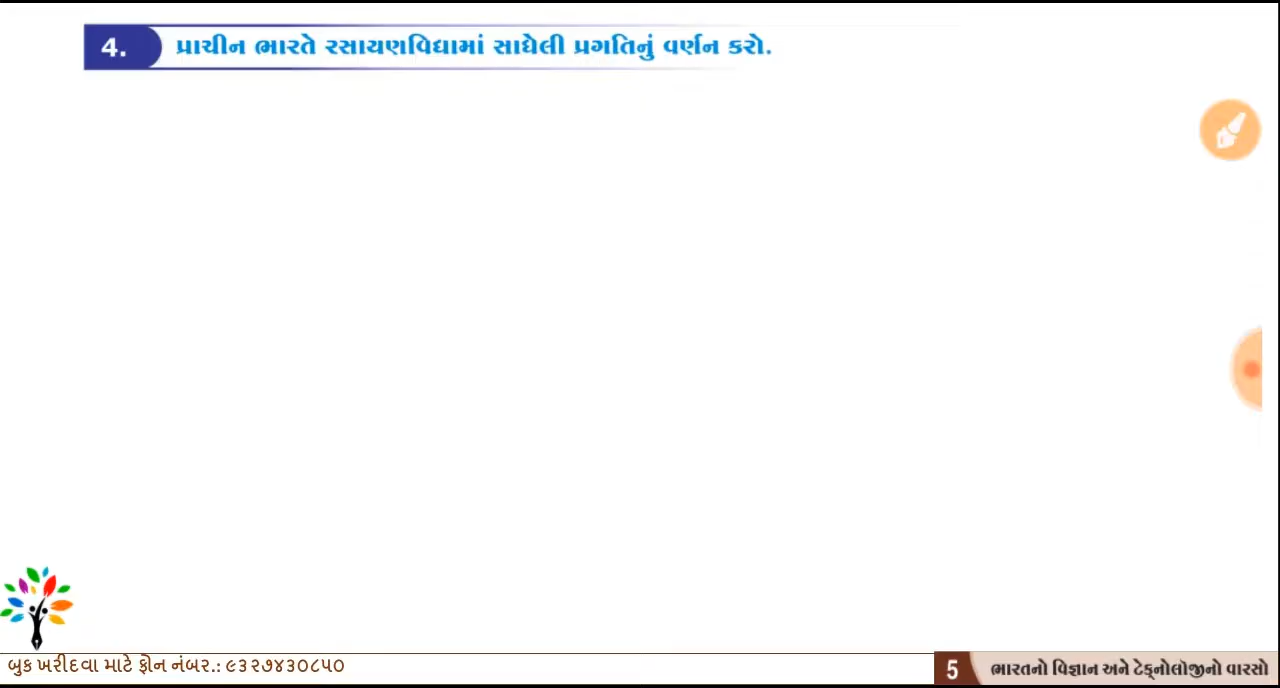 4. પ્રાચીન ભારતે રસાયણવિદ્યામાં સાધેલી પ્રગતિનું વર્ણન કરો.
બુક ખરીદવા માટે ફોન નંબર.: ૯૩૨૭૪૩૦૮૫૦
5 ભારતનો વિજ્ઞાન અને ટેક્નોલોજીનો વારસો